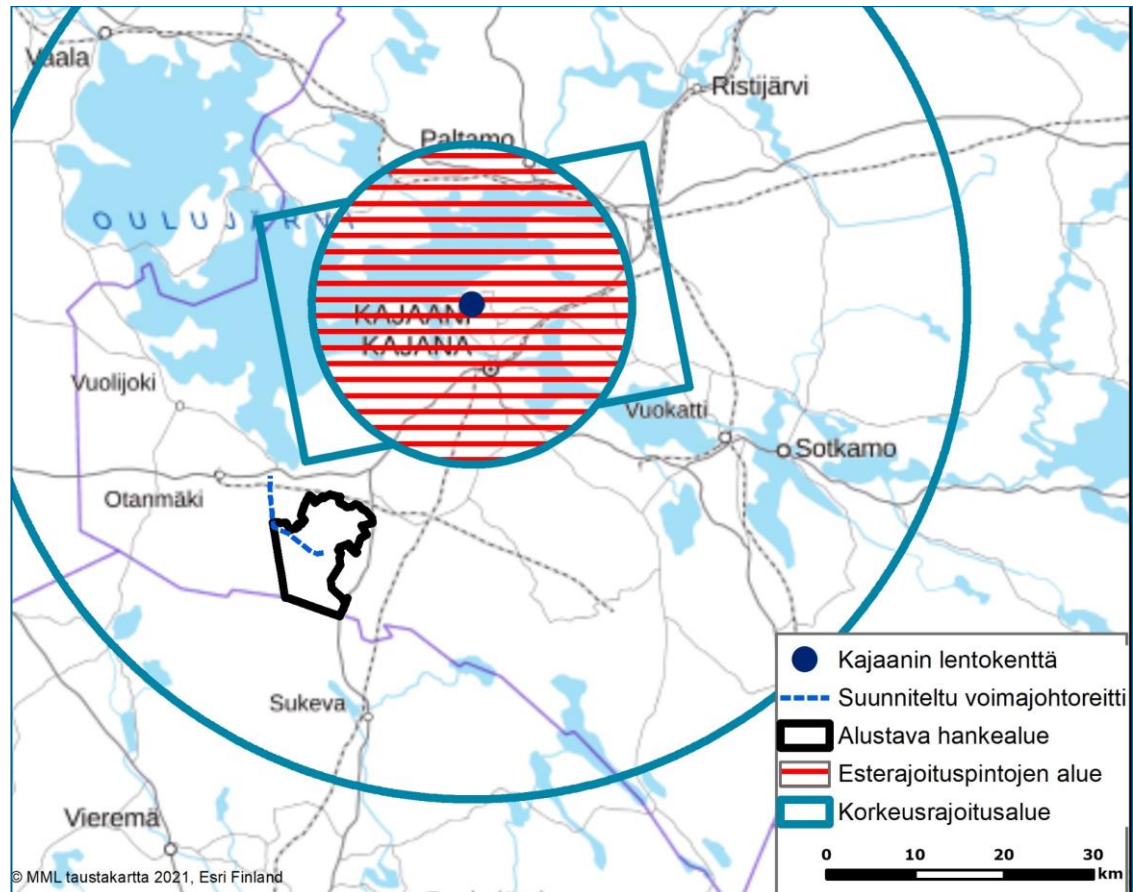 Vaala
Ristijärvi
Paltamo
OULUJÄRVI
KAJAANI
KAJANA
Vuolijoki
Vuokatti
Sotkamo
Otanmäki
Sukeva
Vieremä
Kajaanin lentokenttä
Suunniteltu voimajohtoreitti
Alustava hankealue
Esterajoituspintojen alue
Korkeusrajoitusalue
0 10 20 30
km
© MML taustakartta 2021, Esri Finland